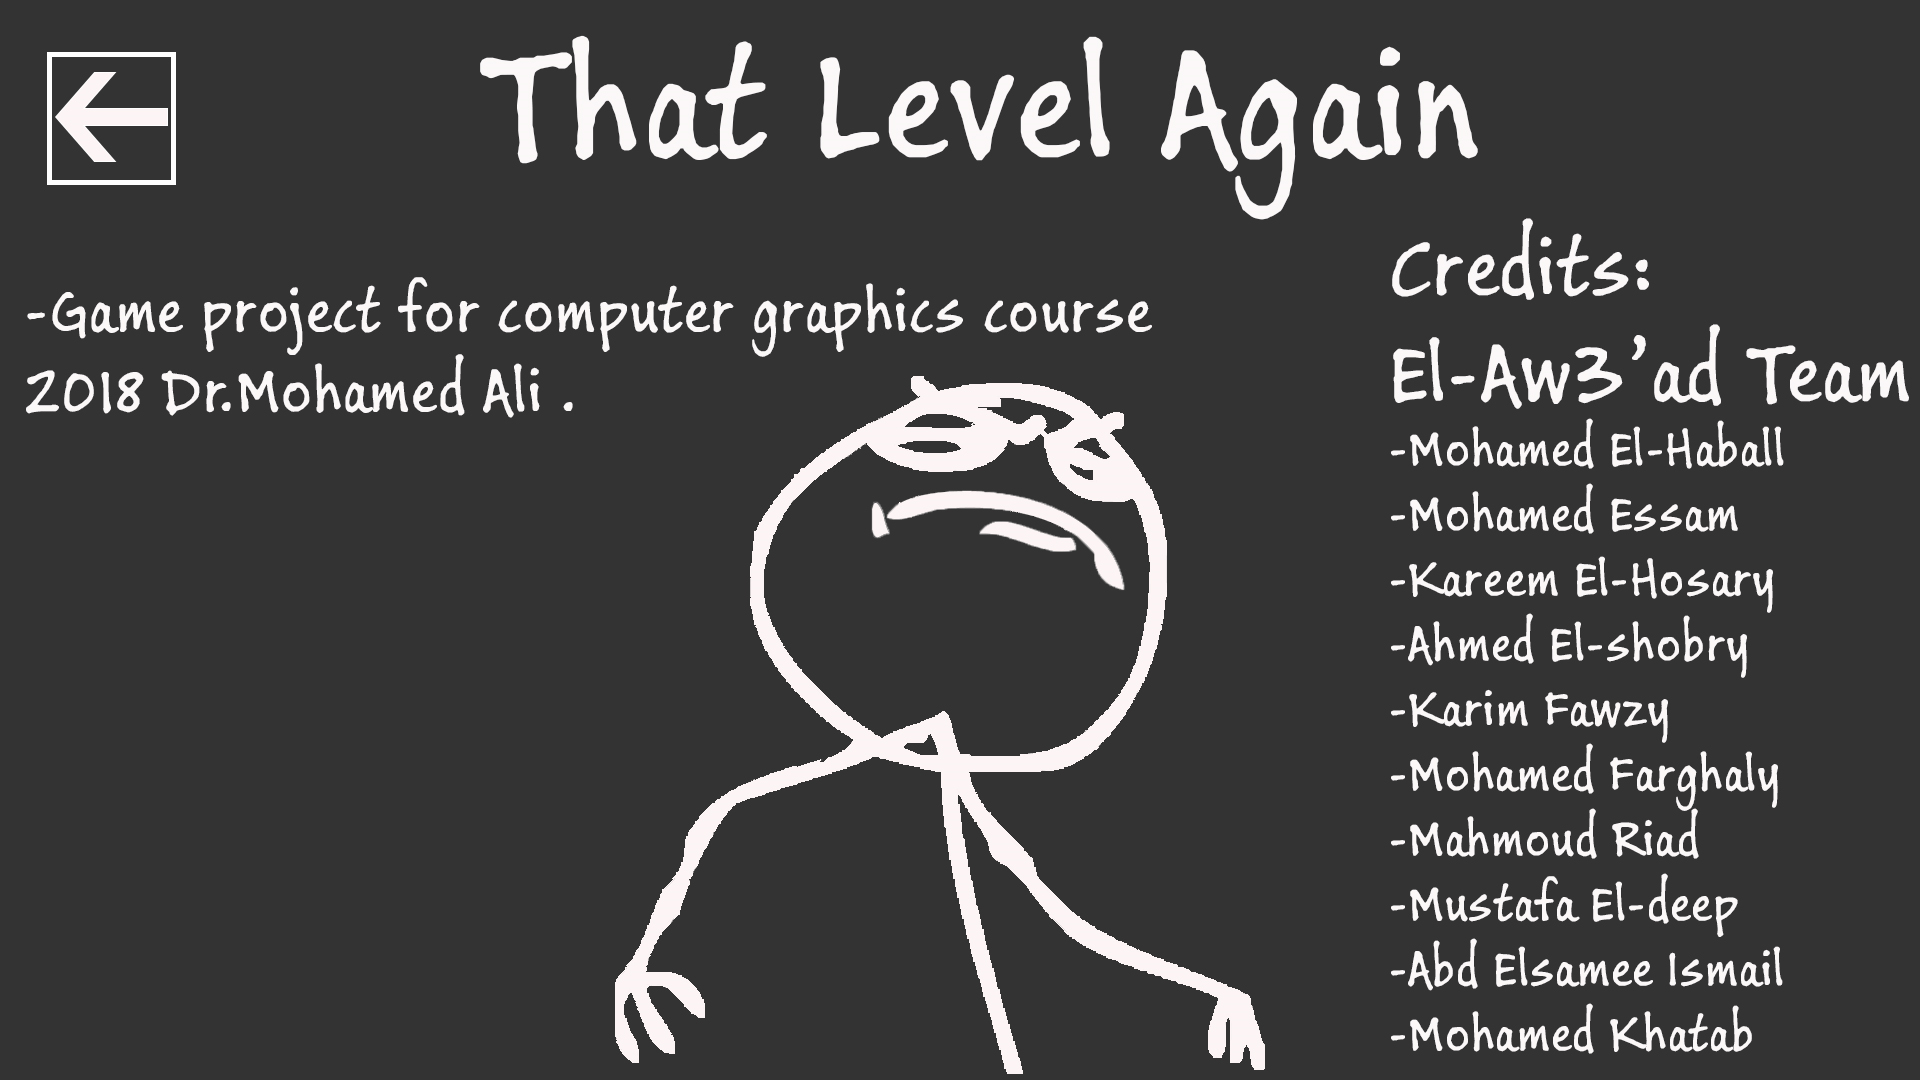 That Level Again
-Game project for computer graphics course
2018 Dr.Mohamed Ali .
Credits:
El-Aw3'ad Team
-Mohamed El-Haball
-Mohamed Essam
-Kareem El-Hosary
-Ahmed El-shobry
-Karim Fawzy
-Mohamed Farghaly
-Mahmoud Riad
-Mustafa El-deep
-Abd Elsamee Ismail
-Mohamed Khatab